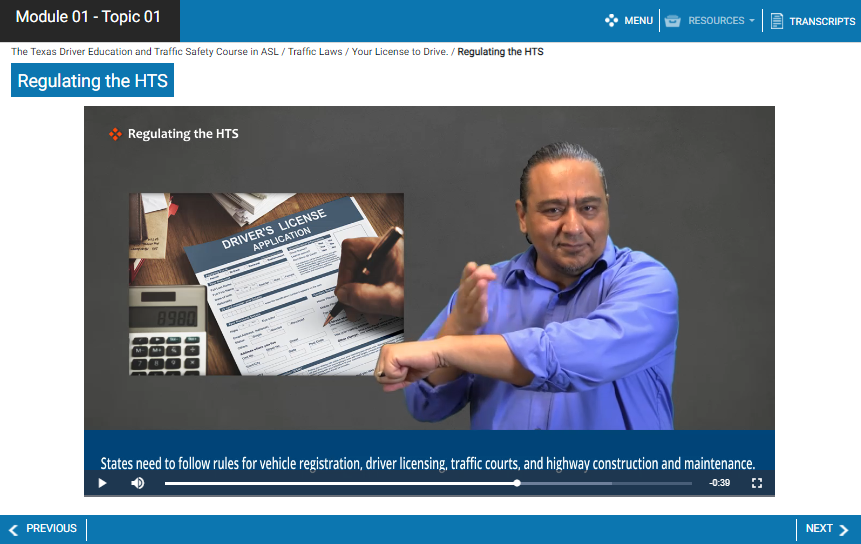 Module 01 - Topic 01
MENU
RESOURCES
TRANSCRIPTS
The Texas Driver Education and Traffic Safety Course in ASL / Traffic Laws / Your License to Drive. / Regulating the HTS
Regulating the HTS
Regulating the HTS
DRIVER'S LICENSE
APPLICATION
8980
States need to follow rules for vehicle registration, driver licensing, traffic courts, and highway construction and maintenance.
-0:39
PREVIOUS
NEXT